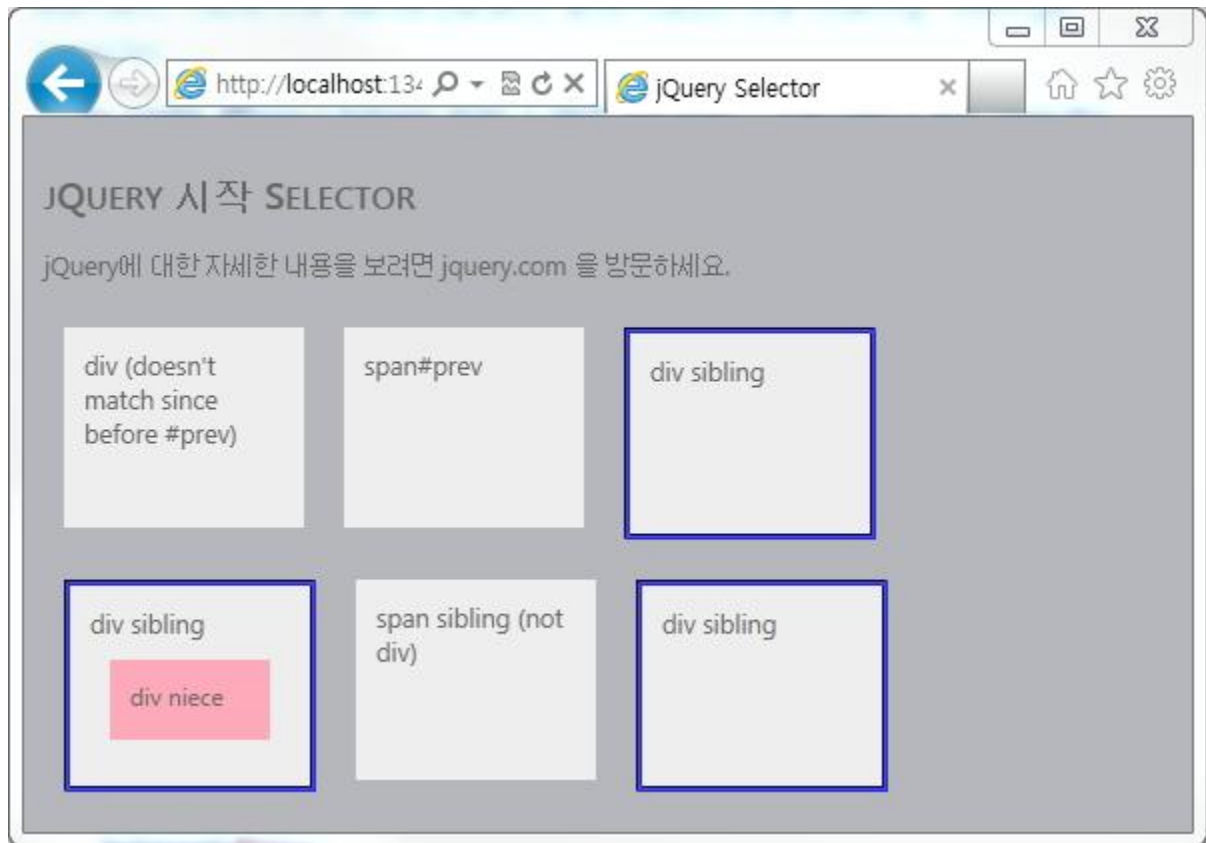 http://localhost:134
jQuery Selector
JQUERY 시작 SELECTOR
jQuery에 대한 자세한 내용을 보려면 jquery.com 을 방문하세요.
div (doesn't
match since
before #prev)
span#prev
div sibling
div sibling
div niece
span sibling (not
div)
div sibling